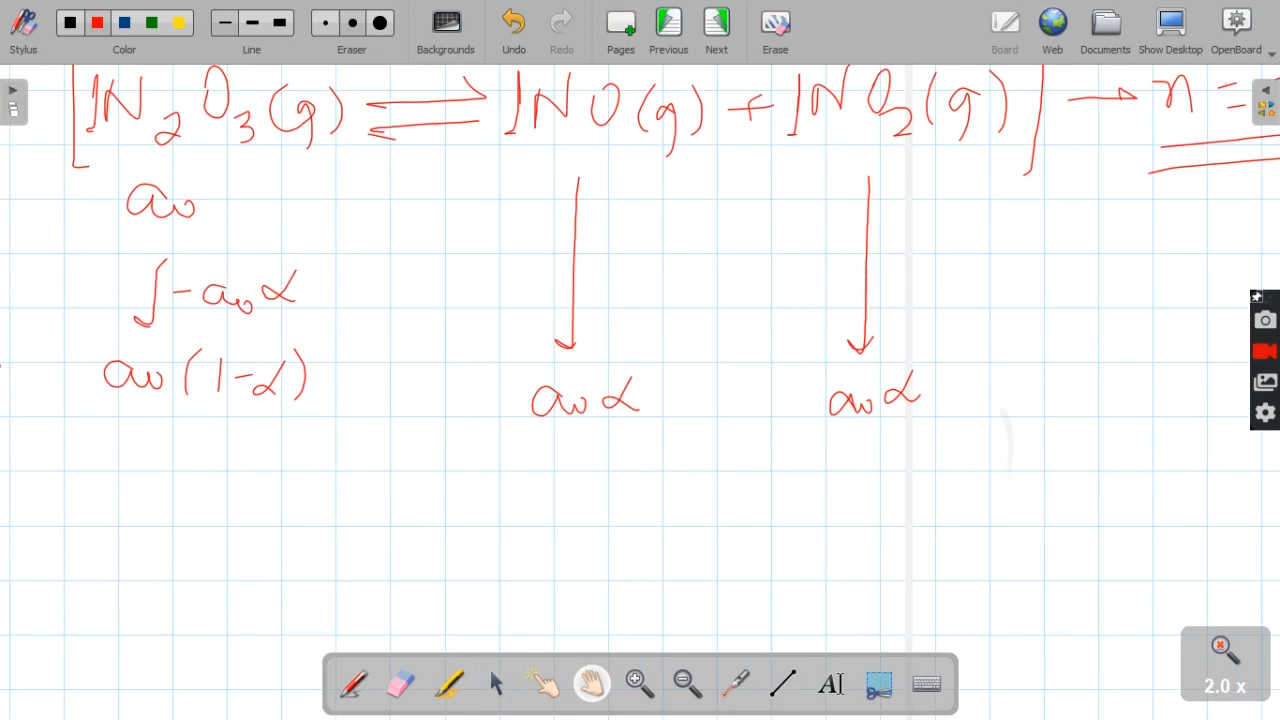 Stylus Color Line Eraser Backgrounds Undo Redo Pages Previous Next Erase Board Web Documents Show Desktop OpenBoard
[1N₂O₃(g) ⇌ 1NO(g) + 1NO₂(g)] → n =
a₀
↓ -a₀α
a₀(1-α) a₀α a₀α
2.0 x